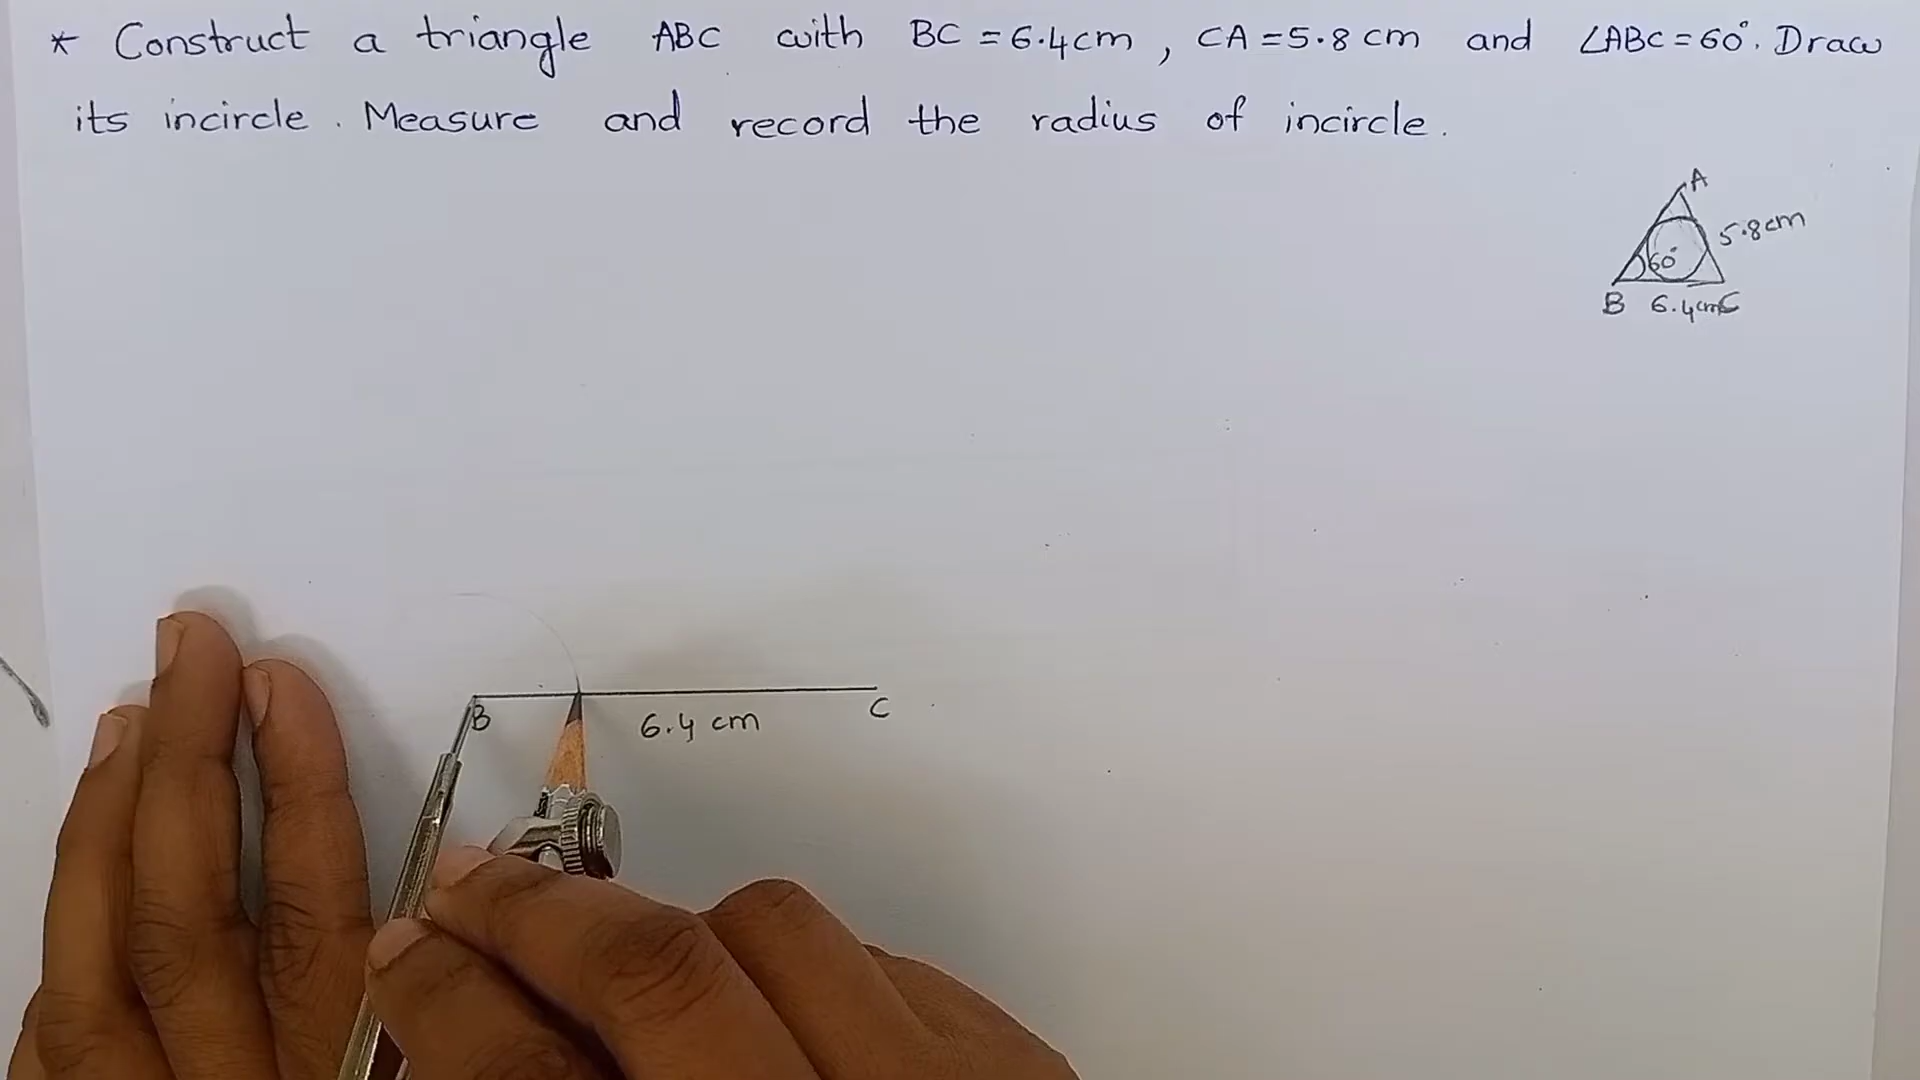 * Construct a triangle ABC with BC = 6.4cm, CA = 5.8 cm and ∠ABC = 60°. Draw
its incircle. Measure and record the radius of incircle.
A
5.8cm
60°
B 6.4cm C
B 6.4 cm C